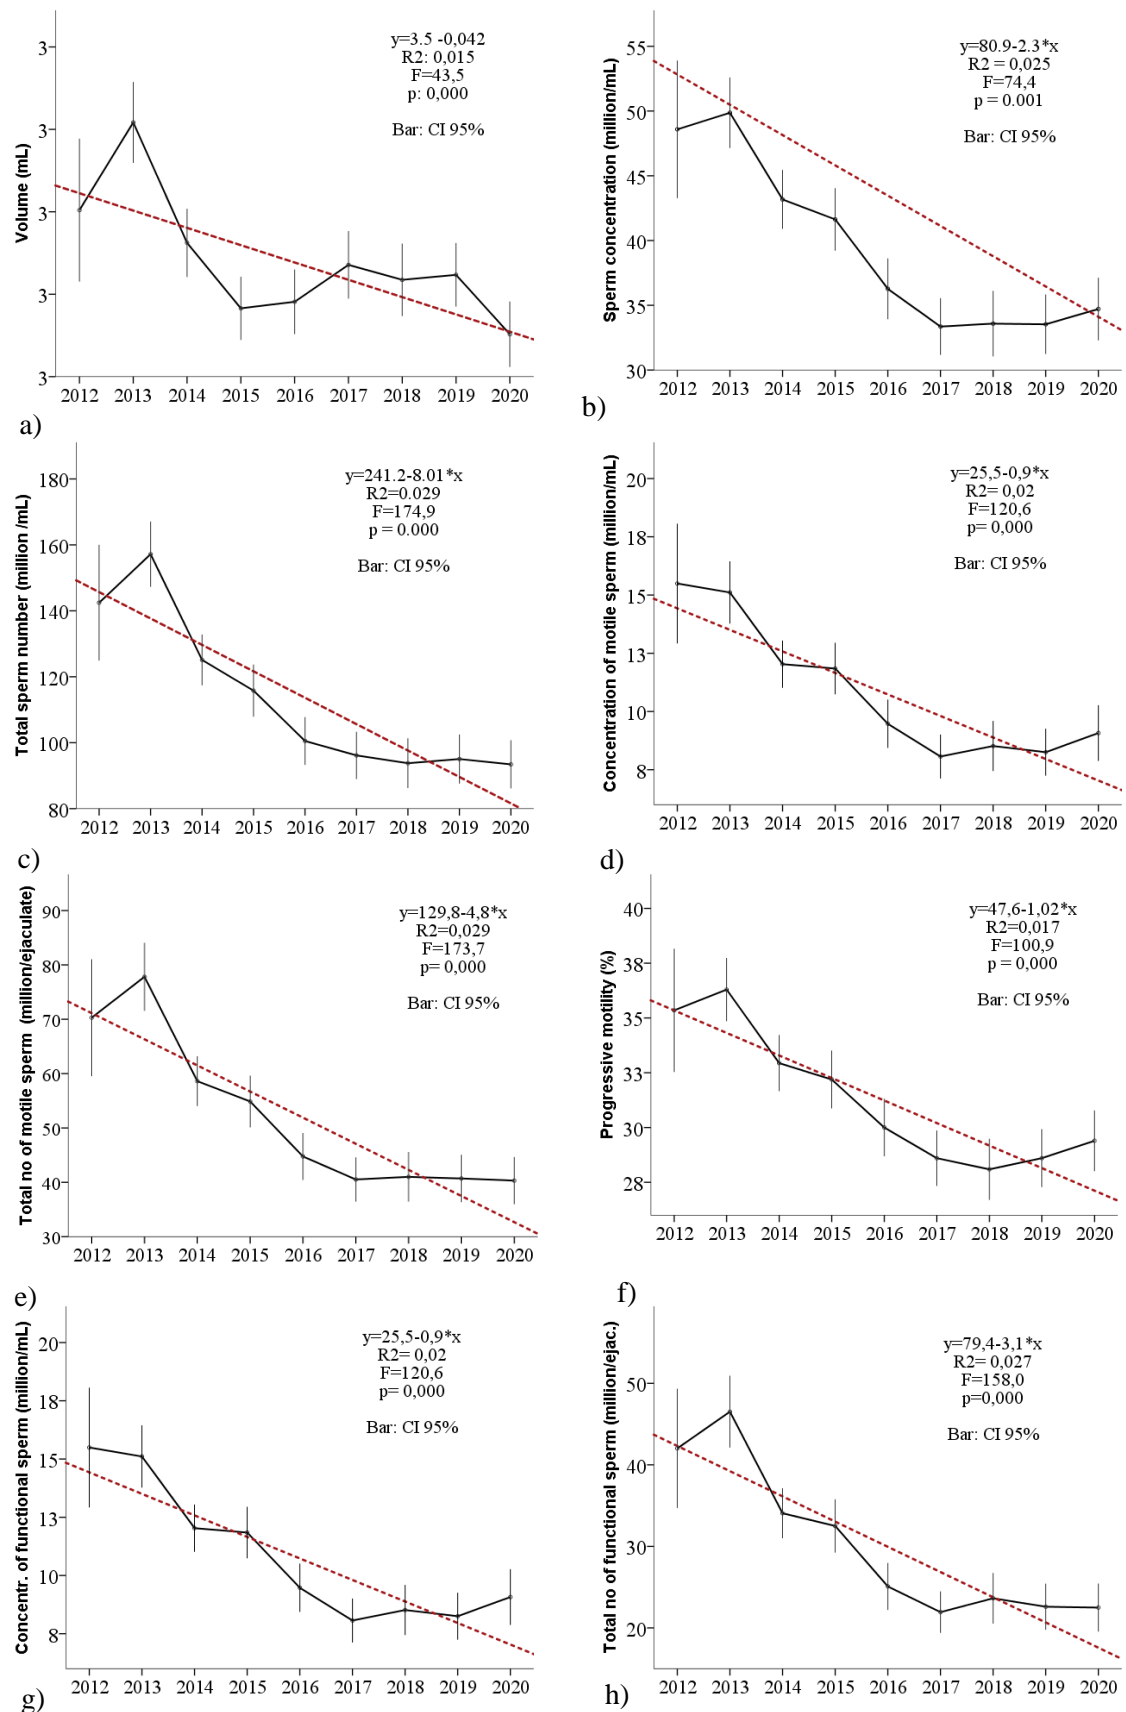 y=3.5 -0,042
R2: 0,015
F=43,5
p: 0,000
Bar: CI 95%
Volume (mL)
3
3
3
3
3
2012 2013 2014 2015 2016 2017 2018 2019 2020
a)
y=80.9-2.3*x
R2 = 0,025
F=74,4
p = 0.001
Bar: CI 95%
Sperm concentration (million/mL)
55
50
45
40
35
30
2012 2013 2014 2015 2016 2017 2018 2019 2020
b)
y=241.2-8.01*x
R2=0.029
F=174,9
p = 0.000
Bar: CI 95%
Total sperm number (million /mL)
180
160
140
120
100
80
2012 2013 2014 2015 2016 2017 2018 2019 2020
c)
y=25,5-0,9*x
R2= 0,02
F=120,6
p= 0,000
Bar: CI 95%
Concentration of motile sperm (million/mL)
20
18
15
13
10
8
2012 2013 2014 2015 2016 2017 2018 2019 2020
d)
y=129,8-4,8*x
R2=0,029
F=173,7
p= 0,000
Bar: CI 95%
Total no of motile sperm (million/ejaculate)
90
80
70
60
50
40
30
2012 2013 2014 2015 2016 2017 2018 2019 2020
e)
y=47,6-1,02*x
R2=0,017
F=100,9
p = 0,000
Bar: CI 95%
Progressive motility (%)
40
38
35
33
30
28
2012 2013 2014 2015 2016 2017 2018 2019 2020
f)
y=25,5-0,9*x
R2= 0,02
F=120,6
p= 0,000
Bar: CI 95%
Concentr. of functional sperm (million/mL)
20
18
15
13
10
8
2012 2013 2014 2015 2016 2017 2018 2019 2020
g)
y=79,4-3,1*x
R2= 0,027
F=158,0
p=0,000
Bar: CI 95%
Total no of functional sperm (million/ejac.)
50
40
30
20
2012 2013 2014 2015 2016 2017 2018 2019 2020
h)